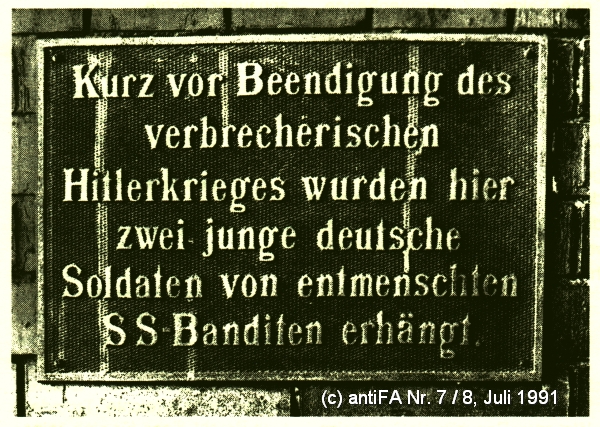 Kurz vor Beendigung des
verbrecherischen
Hitlerkrieges wurden hier
zwei junge deutsche
Soldaten von entmenschten
SS-Banditen erhängt.
(c) antiFA Nr. 7 / 8, Juli 1991